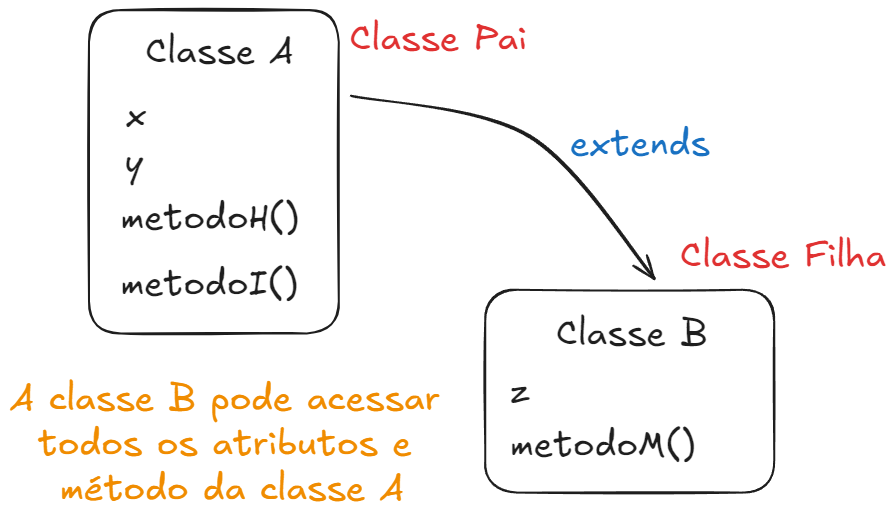 Classe A
x
y
metodoH()
metodoI()
Classe Pai
extends
Classe Filha
Classe B
z
metodoM()
A classe B pode acessar
todos os atributos e
método da classe A